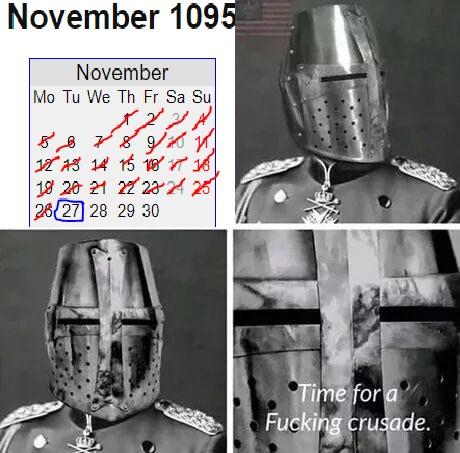 November 1095
November
Mo Tu We Th Fr Sa Su
1 2 3 4
5 6 7 8 9 10 11
12 13 14 15 16 17 18
19 20 21 22 23 24 25
26 27 28 29 30
Time for a
Fucking crusade.